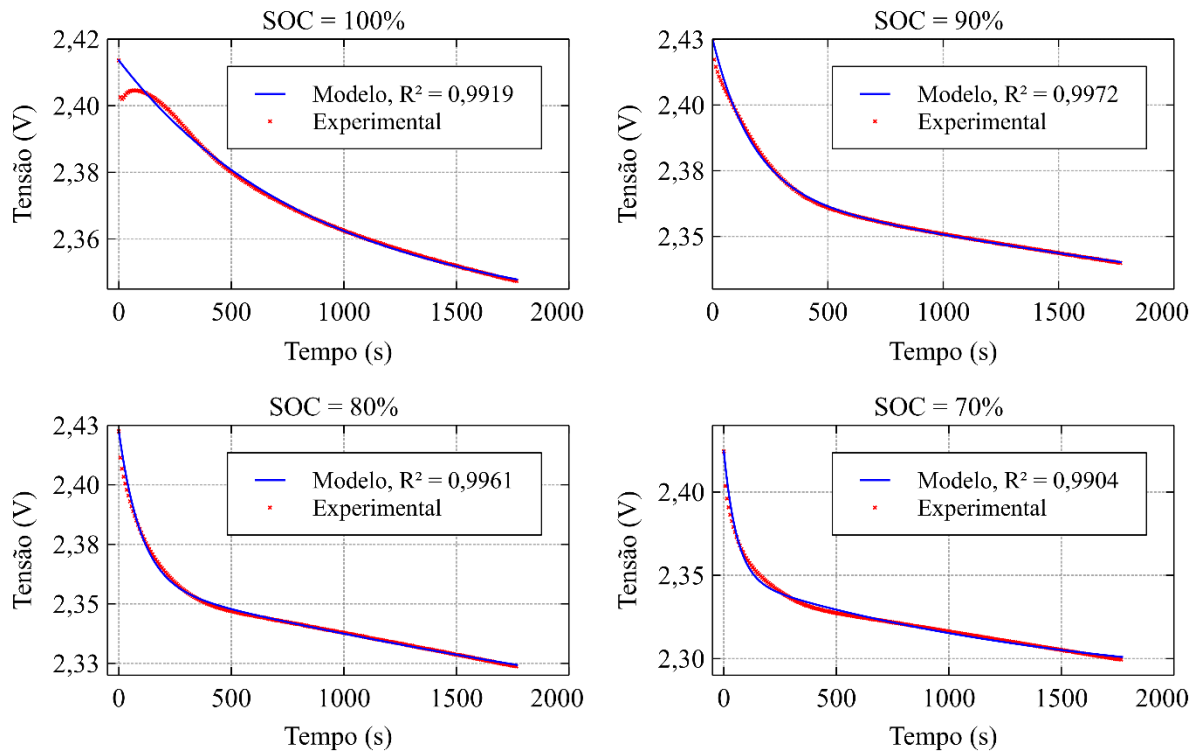 SOC = 100%
2,42
2,40
2,38
2,36
Tensão (V)
Modelo, R² = 0,9919
Experimental
0 500 1000 1500 2000
Tempo (s)
SOC = 90%
2,43
2,40
2,38
2,35
Tensão (V)
Modelo, R² = 0,9972
Experimental
0 500 1000 1500 2000
Tempo (s)
SOC = 80%
2,43
2,40
2,38
2,35
2,33
Tensão (V)
Modelo, R² = 0,9961
Experimental
0 500 1000 1500 2000
Tempo (s)
SOC = 70%
2,40
2,35
2,30
Tensão (V)
Modelo, R² = 0,9904
Experimental
0 500 1000 1500 2000
Tempo (s)